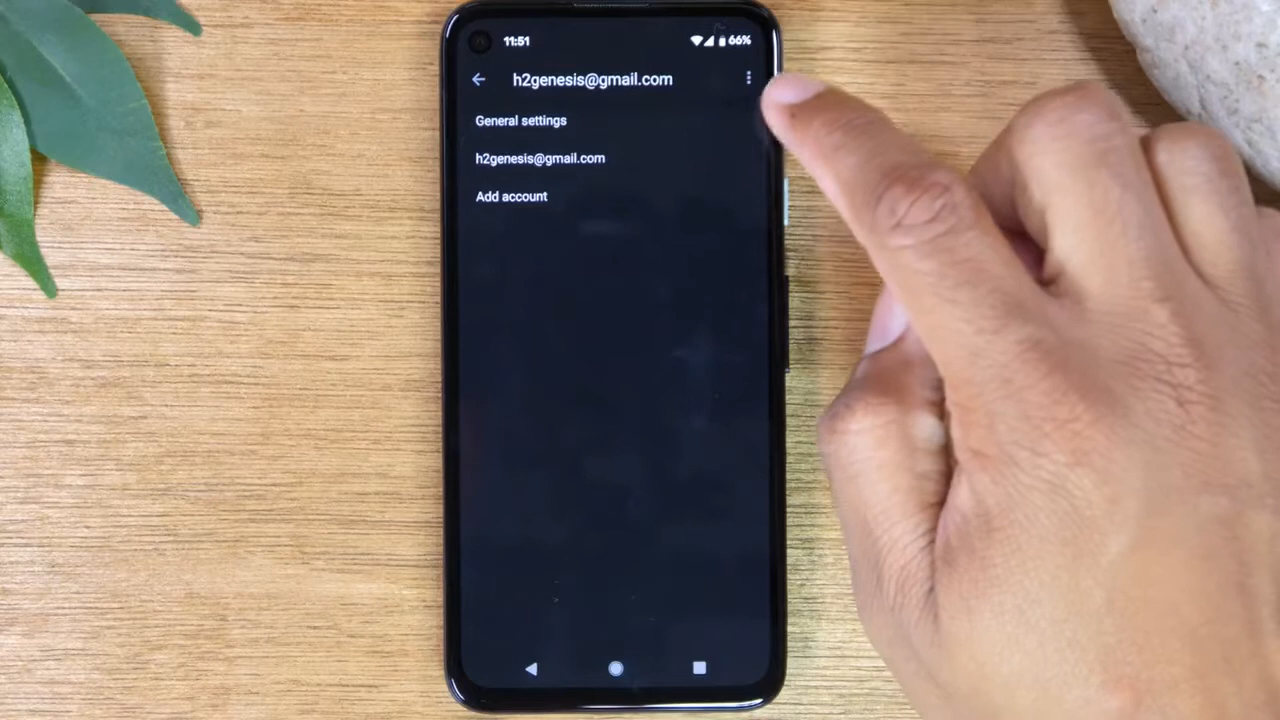 11:51
66%
h2genesis@gmail.com
General settings
h2genesis@gmail.com
Add account